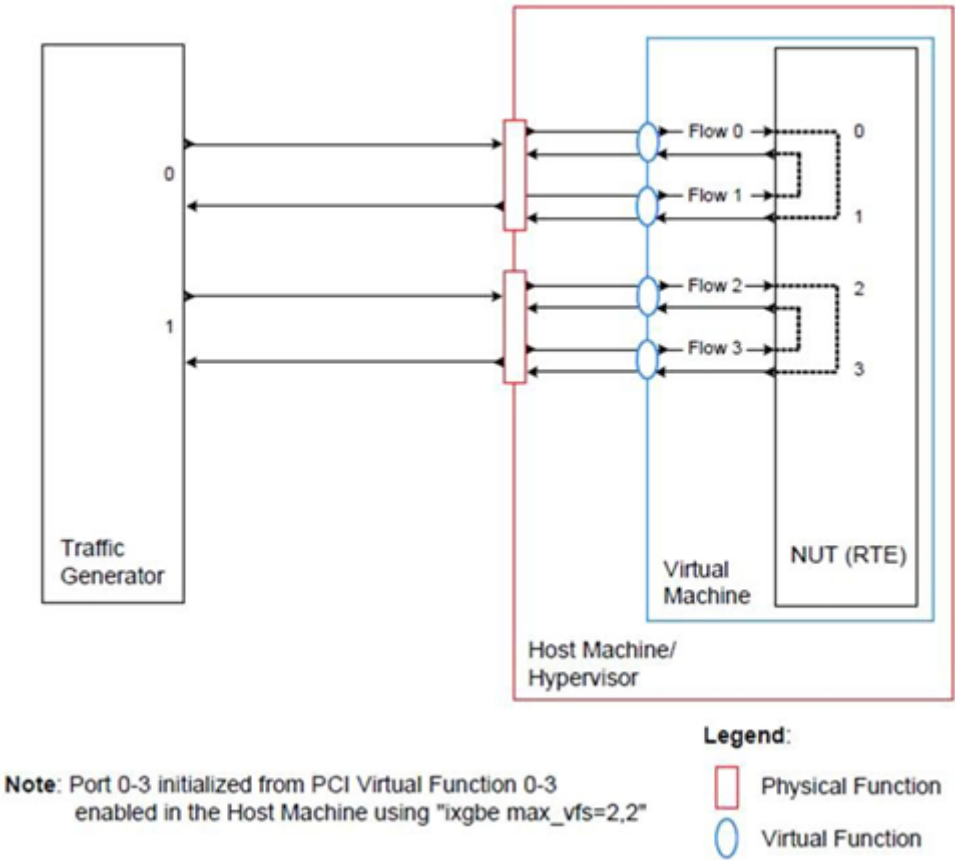 Flow 0
0
0
Flow 1
1
Flow 2
2
1
Flow 3
3
Traffic
Generator
NUT (RTE)
Virtual
Machine
Host Machine/
Hypervisor
Legend:
Note: Port 0-3 initialized from PCI Virtual Function 0-3
enabled in the Host Machine using "ixgbe max_vfs=2,2"
Physical Function
Virtual Function